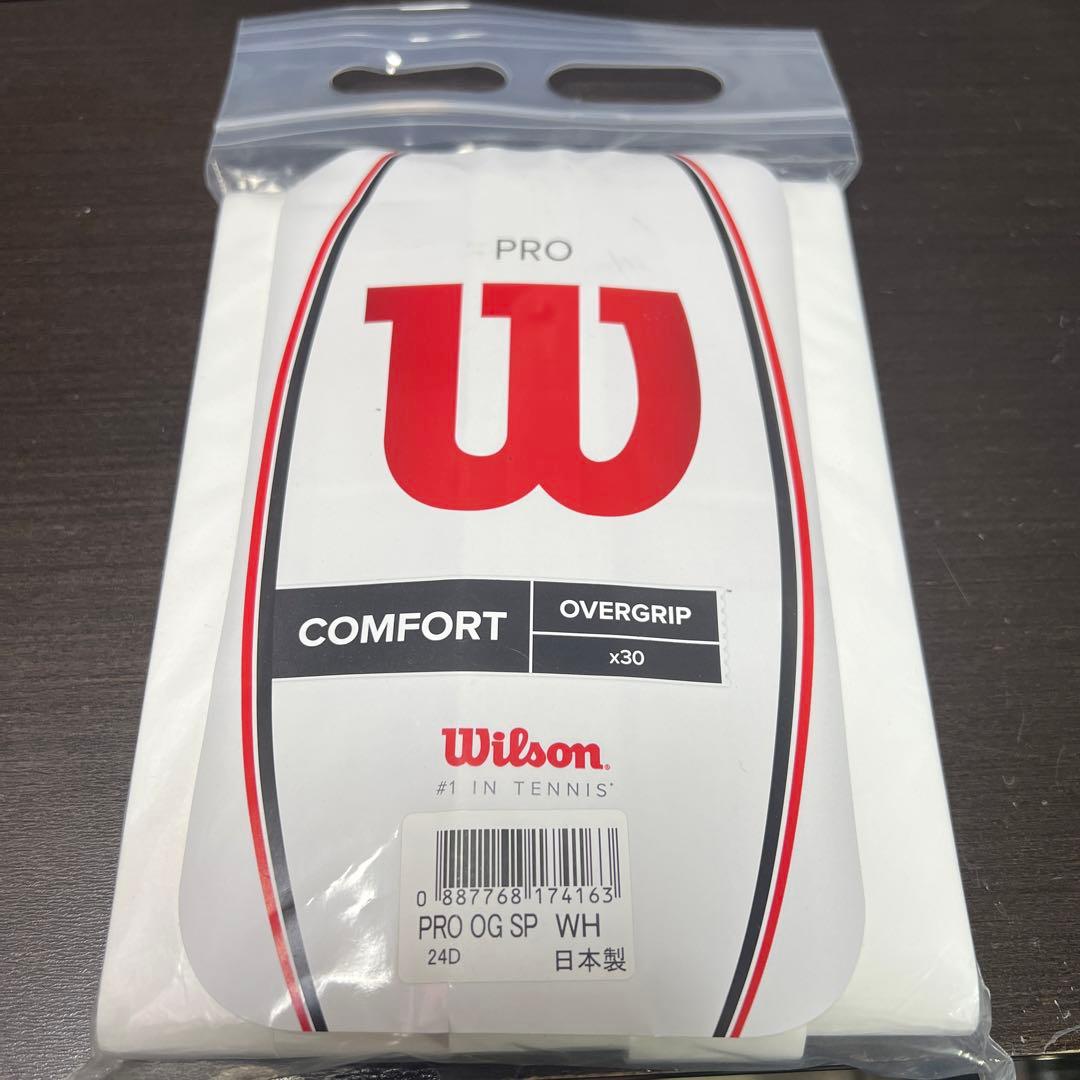 PRO
W
COMFORT
OVERGRIP
x30
Wilson®
#1 IN TENNIS*
0 887768 174163
PRO OG SP WH
24D 日本製